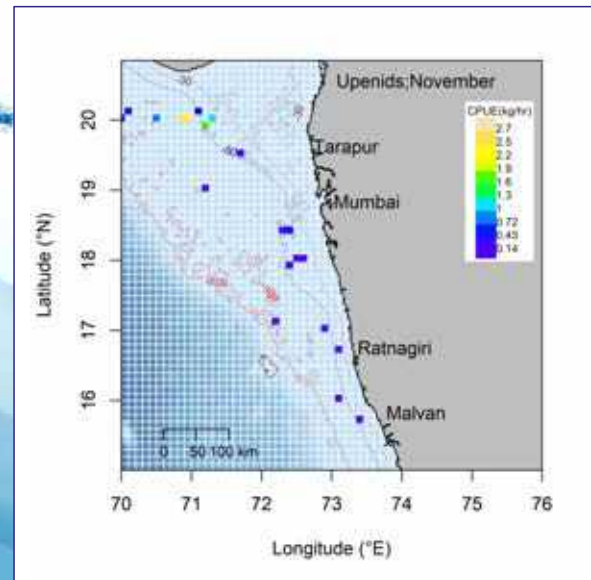 Upenids;November
CPUE(kg/hr)
2.7
2.5
2.2
1.9
1.6
1.3
1
0.72
0.43
0.14
Tarapur
Mumbai
Ratnagiri
Malvan
Latitude (°N)
20
19
18
17
16
0 50 100 km
70 71 72 73 74 75 76
Longitude (°E)